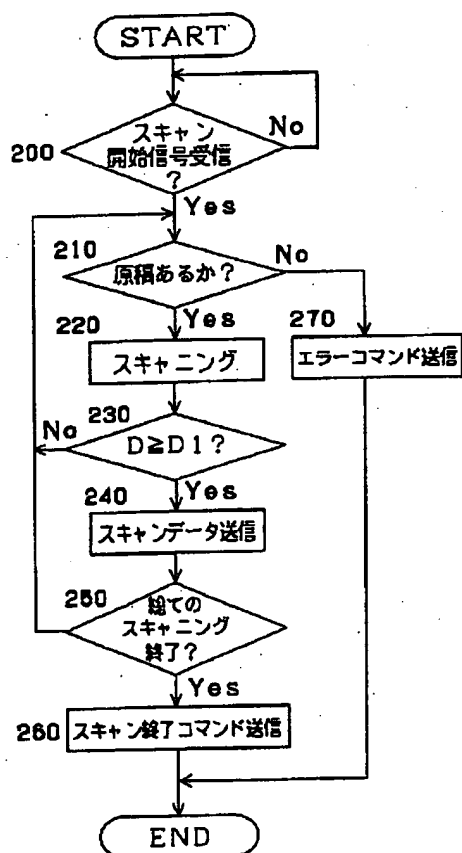 START
スキャン
開始信号受信
?
No
200
Yes
210
原稿あるか?
No
220
Yes
270
スキャニング
エラーコマンド送信
230
No
D≧D1?
240
Yes
スキャンデータ送信
250
総ての
スキャニング
終了?
Yes
260
スキャン終了コマンド送信
END